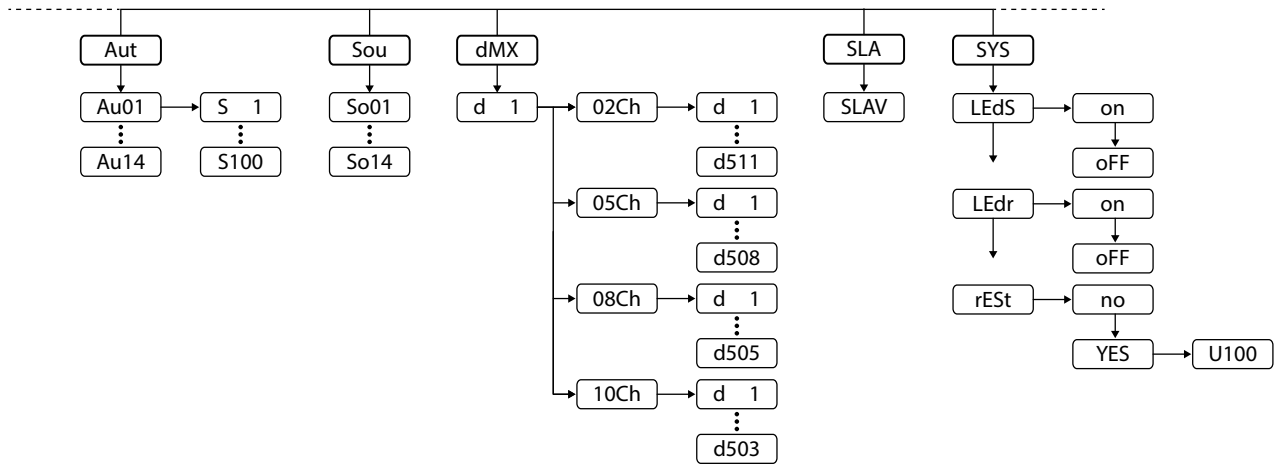 Aut Sou dMX SLA SYS
Au01 S 1 So01 d 1 02Ch d 1 SLAV LEdS on
Au14 S100 So14 d511 oFF
05Ch d 1 LEdr on
d508 oFF
08Ch d 1 rESt no
d505 YES U100
10Ch d 1
d503